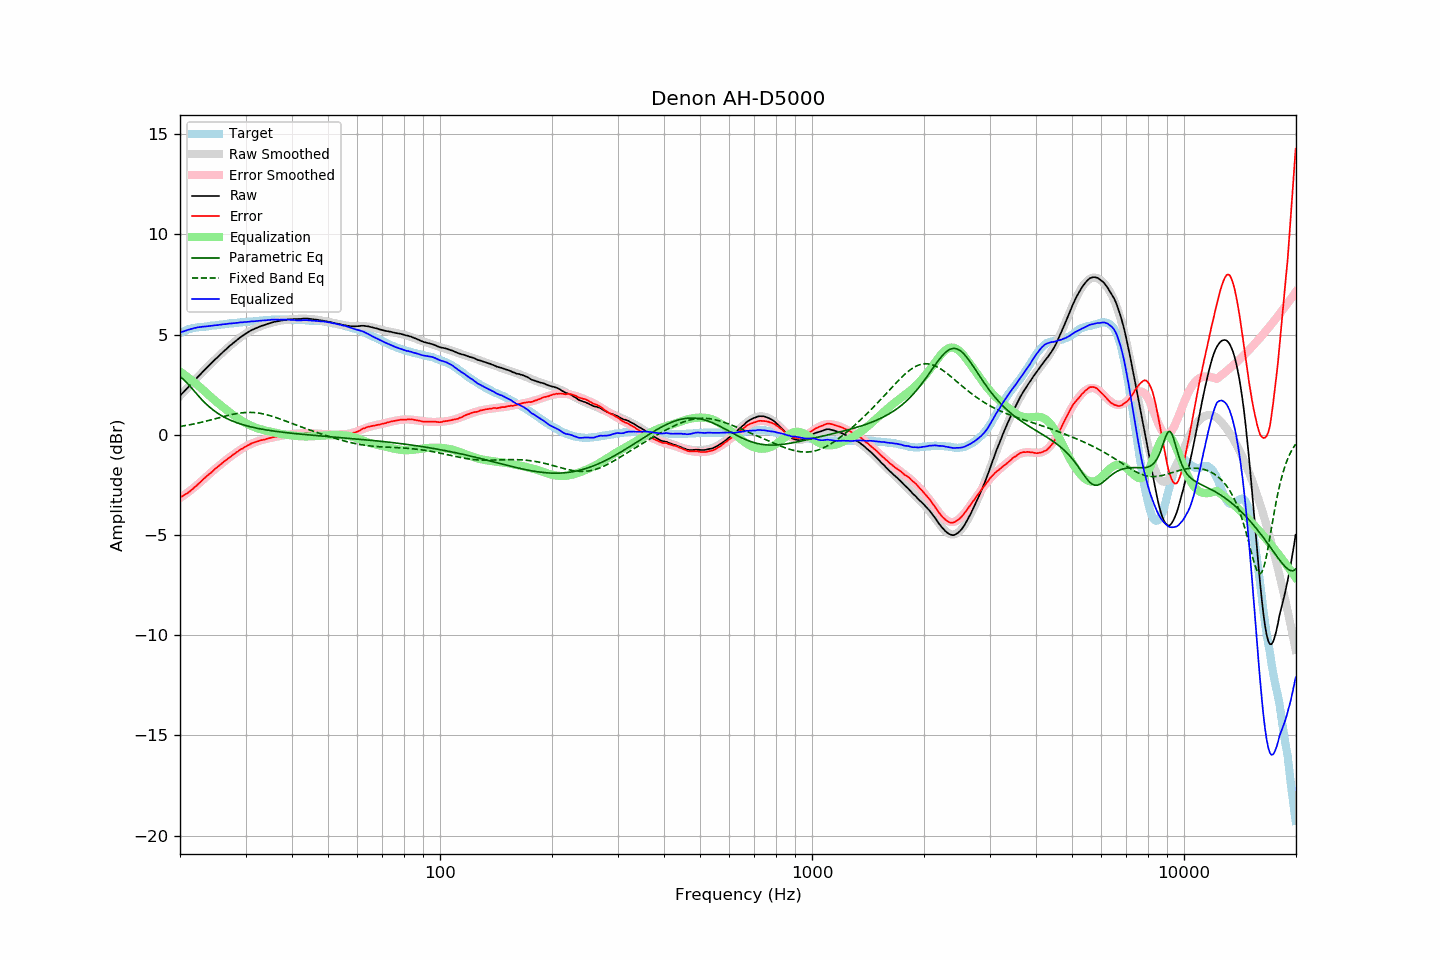 Denon AH-D5000
Target
Raw Smoothed
Error Smoothed
Raw
Error
Equalization
Parametric Eq
Fixed Band Eq
Equalized
15
10
5
0
−5
−10
−15
−20
Amplitude (dBr)
100
1000
10000
Frequency (Hz)